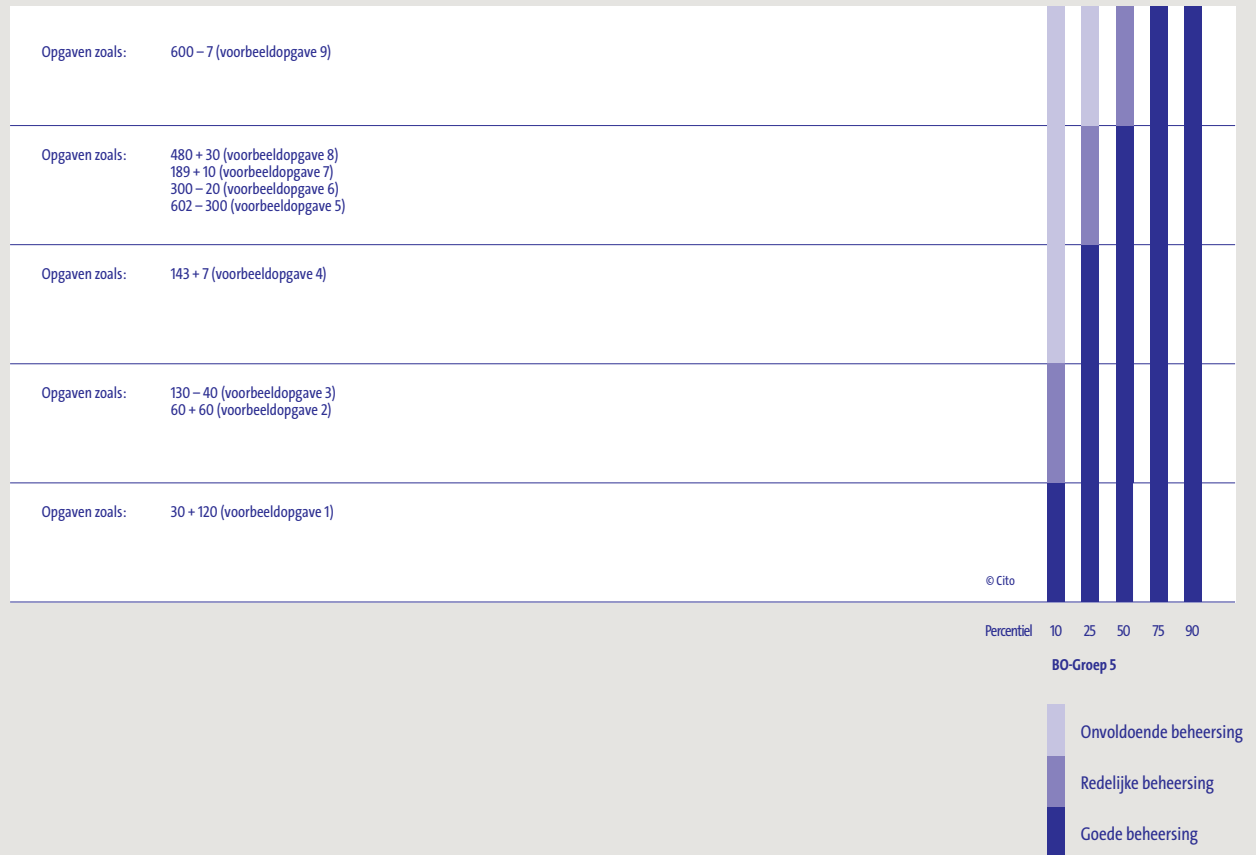 Opgaven zoals: 600 – 7 (voorbeeldopgave 9)
Opgaven zoals: 480 + 30 (voorbeeldopgave 8)
189 + 10 (voorbeeldopgave 7)
300 – 20 (voorbeeldopgave 6)
602 – 300 (voorbeeldopgave 5)
Opgaven zoals: 143 + 7 (voorbeeldopgave 4)
Opgaven zoals: 130 – 40 (voorbeeldopgave 3)
60 + 60 (voorbeeldopgave 2)
Opgaven zoals: 30 + 120 (voorbeeldopgave 1)
© Cito
Percentiel 10 25 50 75 90
BO-Groep 5
Onvoldoende beheersing
Redelijke beheersing
Goede beheersing